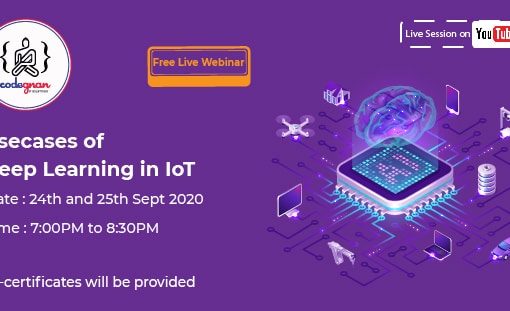 Live Session on YouTube
codegnan
Free Live Webinar
secases of
eep Learning in IoT
ate : 24th and 25th Sept 2020
me : 7:00PM to 8:30PM
-certificates will be provided